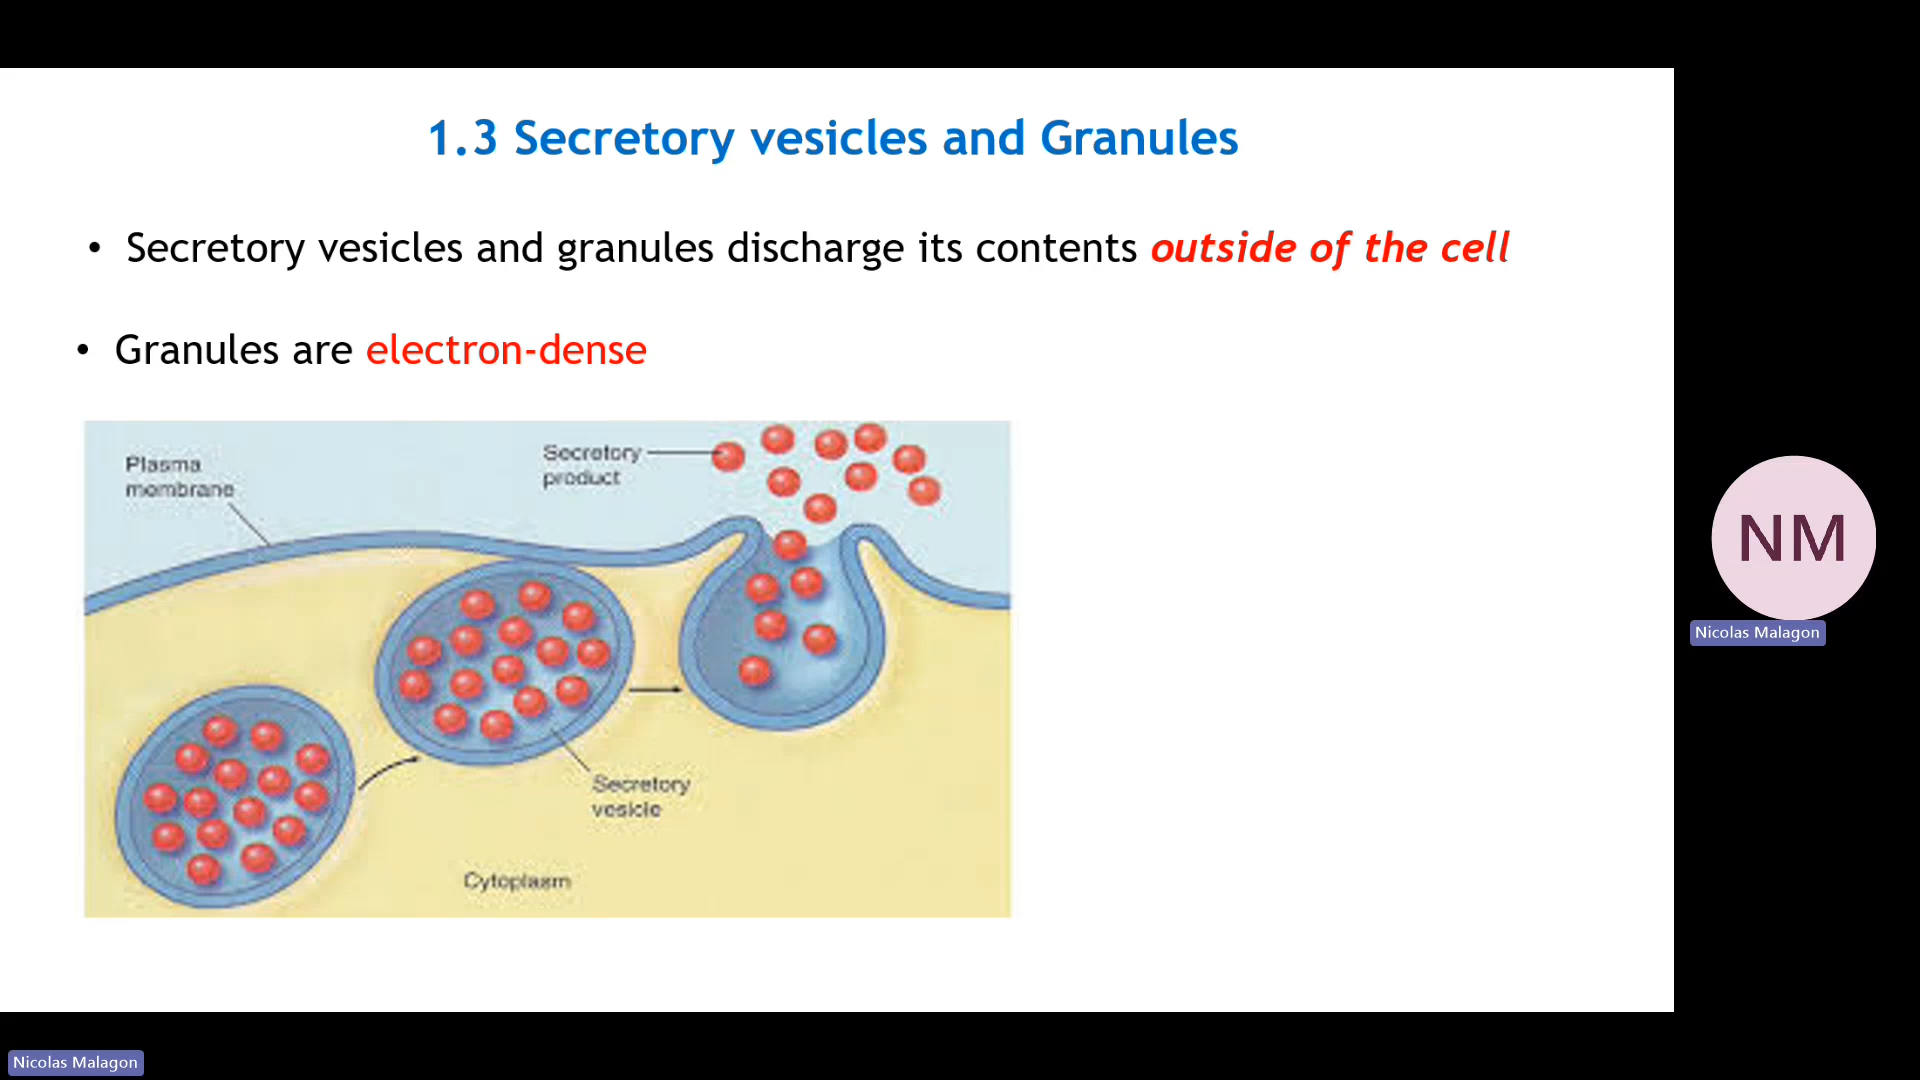 1.3 Secretory vesicles and Granules
• Secretory vesicles and granules discharge its contents outside of the cell
• Granules are electron-dense
Plasma
membrane
Secretory
product
Secretory
vesicle
Cytoplasm
NM
Nicolas Malagon
Nicolas Malagon